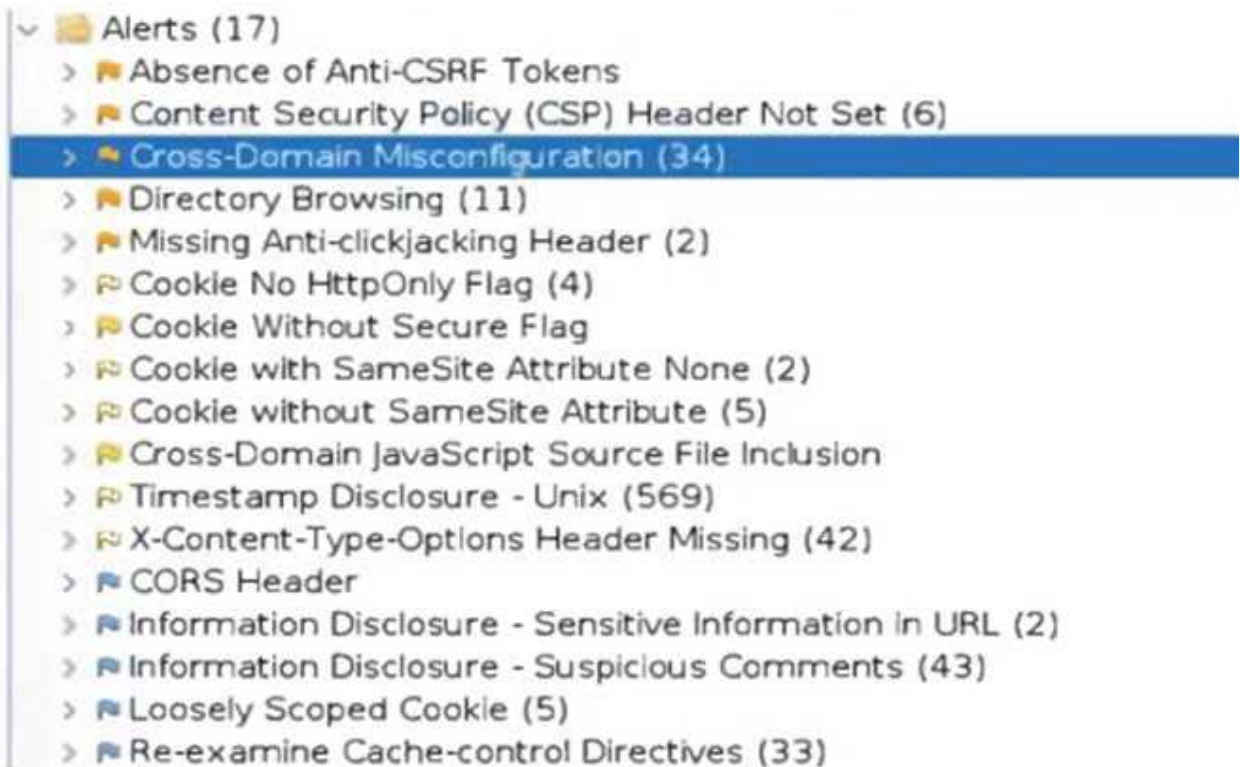 Alerts (17)
Absence of Anti-CSRF Tokens
Content Security Policy (CSP) Header Not Set (6)
Cross-Domain Misconfiguration (34)
Directory Browsing (11)
Missing Anti-clickjacking Header (2)
Cookie No HttpOnly Flag (4)
Cookie Without Secure Flag
Cookie with SameSite Attribute None (2)
Cookie without SameSite Attribute (5)
Cross-Domain JavaScript Source File Inclusion
Timestamp Disclosure - Unix (569)
X-Content-Type-Options Header Missing (42)
CORS Header
Information Disclosure - Sensitive Information in URL (2)
Information Disclosure - Suspicious Comments (43)
Loosely Scoped Cookie (5)
Re-examine Cache-control Directives (33)